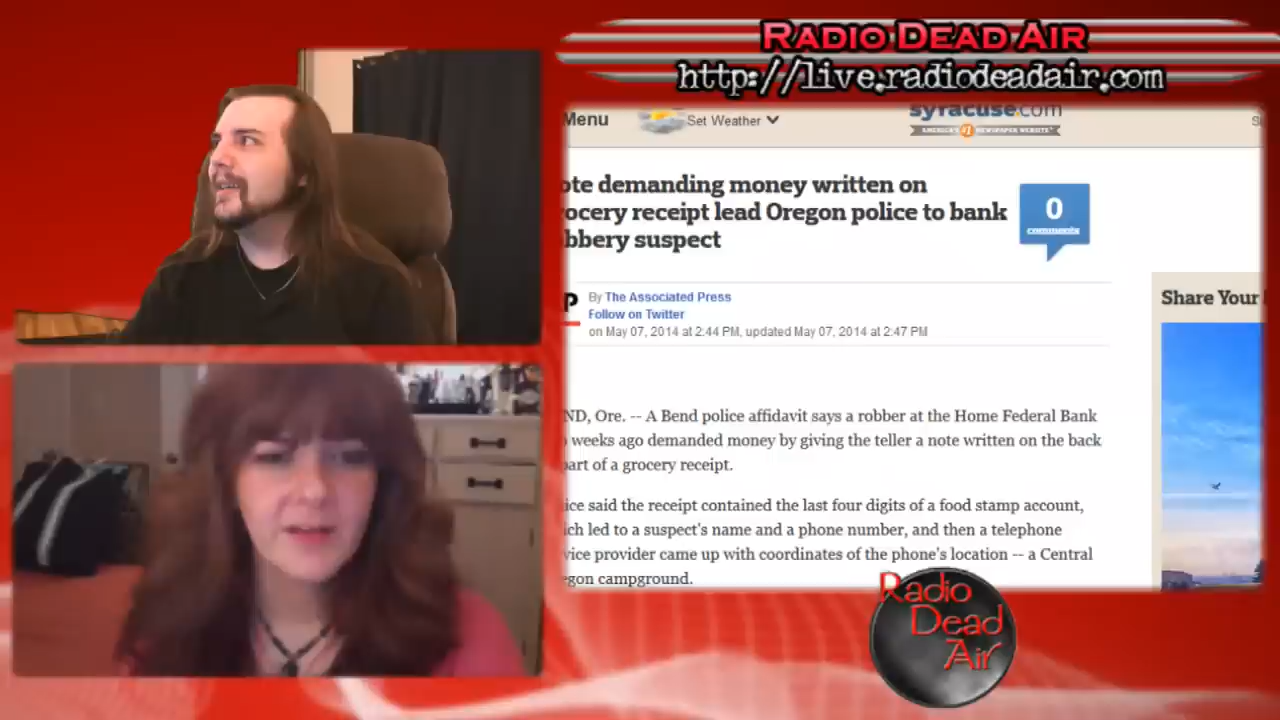 RADIO DEAD AIR
http://live.radiodeadair.com
Menu
Set Weather
syracuse.com
AMERICA'S #1 NEWSPAPER WEBSITE
ote demanding money written on
rocery receipt lead Oregon police to bank
bbery suspect
0
comments
P
By The Associated Press
Follow on Twitter
on May 07, 2014 at 2:44 PM, updated May 07, 2014 at 2:47 PM
Share Your
ND, Ore. -- A Bend police affidavit says a robber at the Home Federal Bank
weeks ago demanded money by giving the teller a note written on the back
part of a grocery receipt.
ice said the receipt contained the last four digits of a food stamp account,
ch led to a suspect's name and a phone number, and then a telephone
vice provider came up with coordinates of the phone's location -- a Central
egon campground.
Radio
Dead
Air